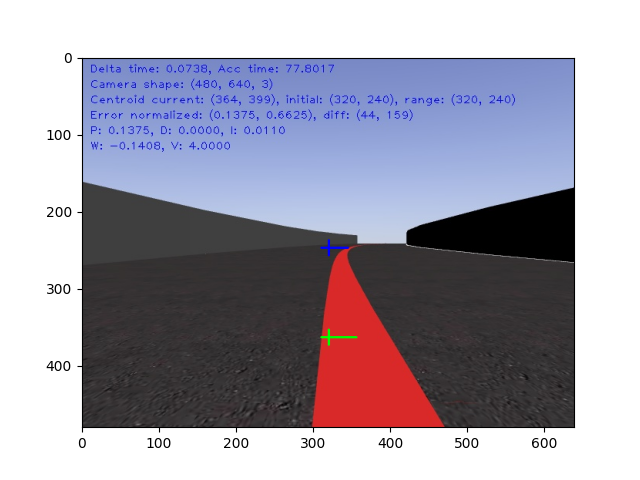 Delta time: 0.0738, Acc time: 77.8017
Camera shape: (480, 640, 3)
Centroid current: (364, 399), initial: (320, 240), range: (320, 240)
Error normalized: (0.1375, 0.6625), diff: (44, 159)
P: 0.1375, D: 0.0000, I: 0.0110
W: −0.1408, V: 4.0000
0
100
200
300
400
0 100 200 300 400 500 600